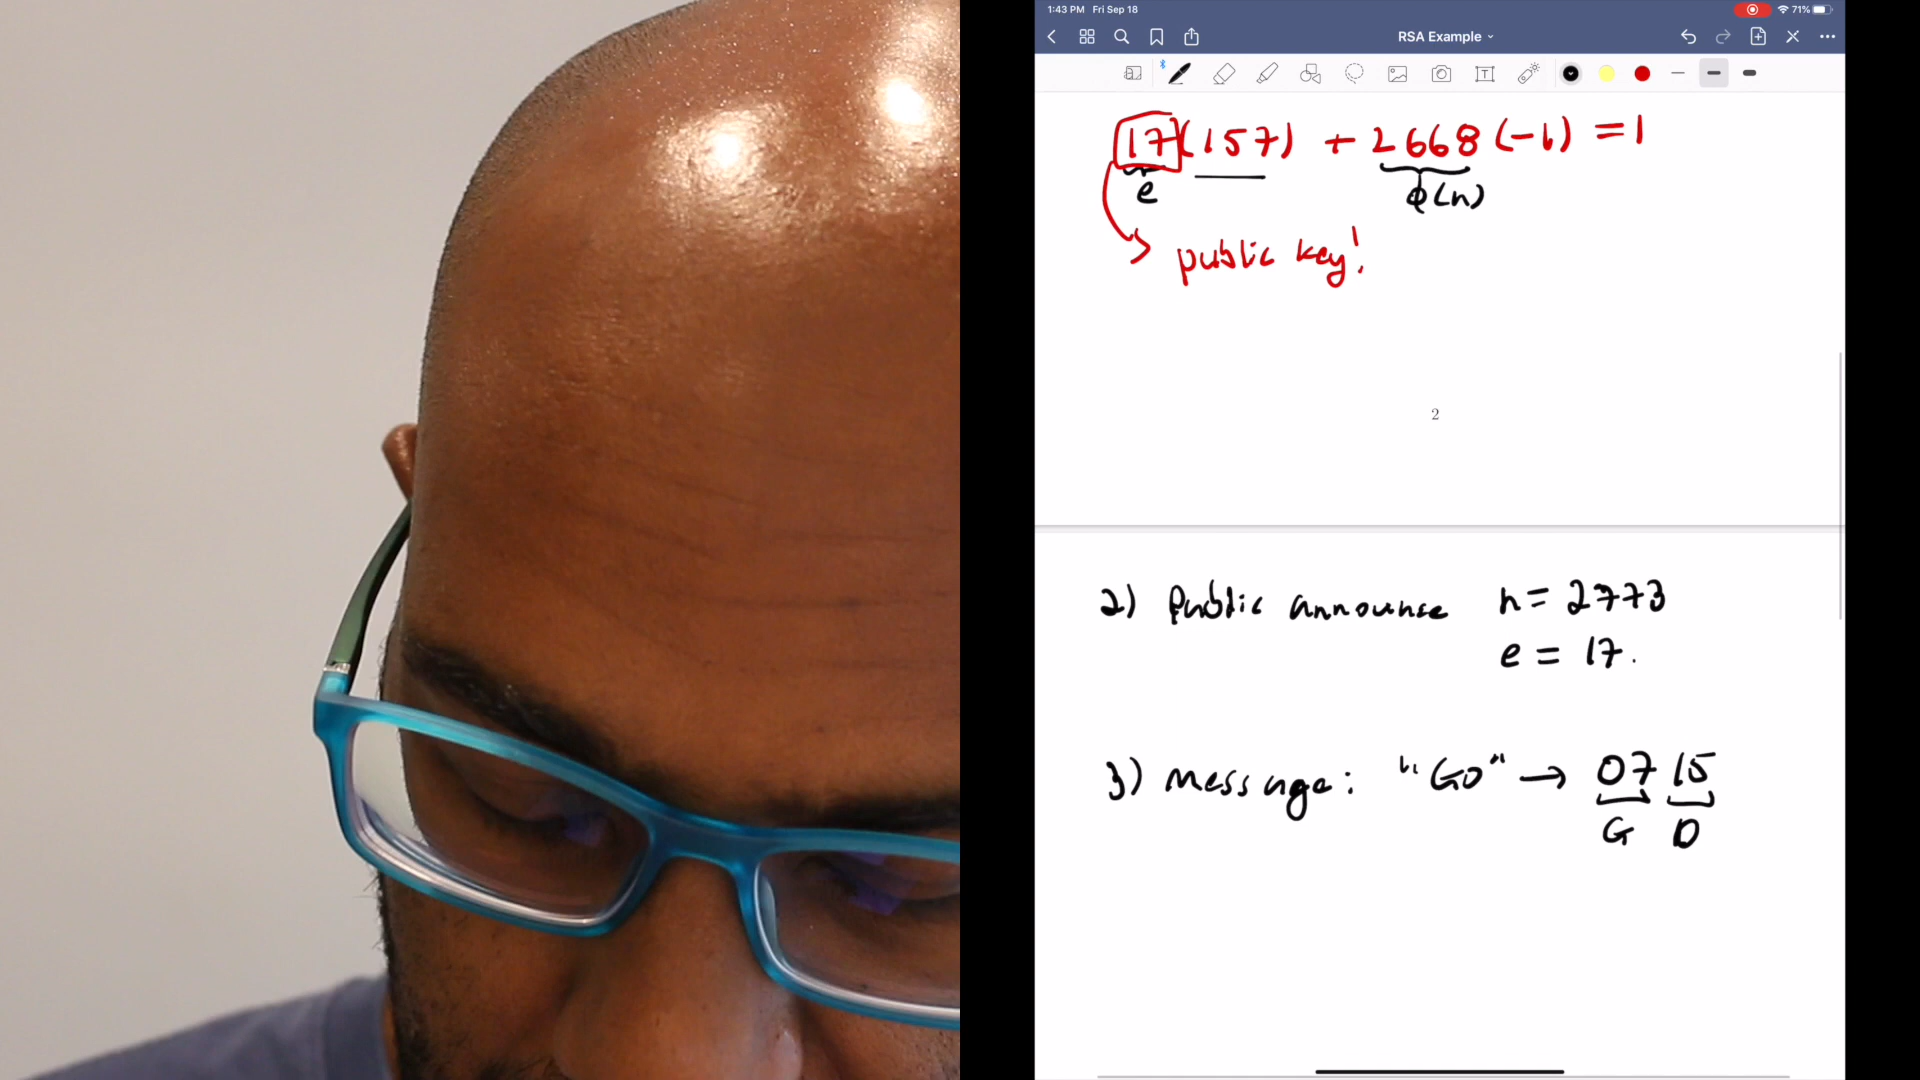 1:43 PM Fri Sep 18
71%
RSA Example
17(157) + 2668(-1) = 1
e
ϕ(n)
public key!
2
2) Public announce n = 2773
e = 17.
3) Message: "GO" → 07 15
G O